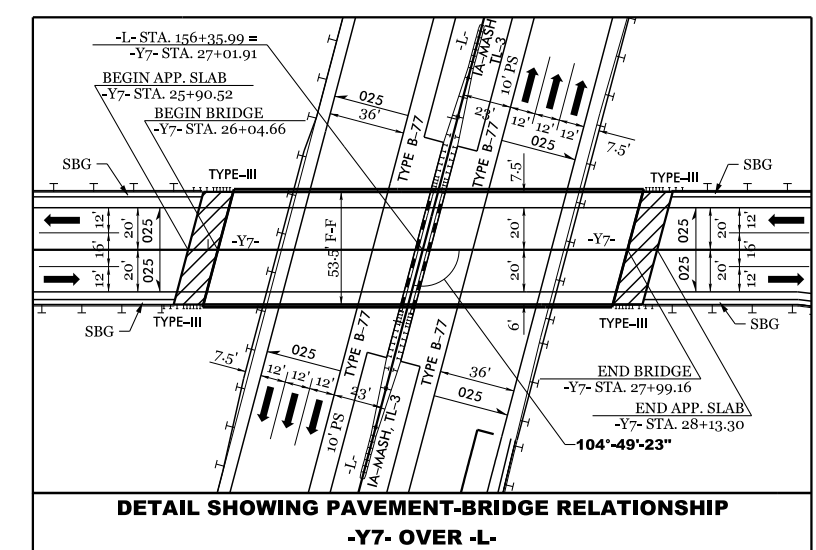 -L- STA. 156+35.99 =
-Y7- STA. 27+01.91
BEGIN APP. SLAB
-Y7- STA. 25+90.52
BEGIN BRIDGE
-Y7- STA. 26+04.66
-L-
IA-MASH
TL-3
10' PS
23'
12'
12'
12'
025
7.5'
025
36'
TYPE B-77
TYPE B-77
SBG
TYPE-III
7.5'
TYPE-III
SBG
12'
16'
12'
20'
20'
025
025
-Y7-
53.5' F-F
20'
20'
-Y7-
025
025
20'
20'
12'
16'
12'
SBG
TYPE-III
6'
TYPE-III
SBG
7.5'
025
12'
12'
12'
23'
10' PS
TYPE B-77
TYPE B-77
-L-
IA-MASH, TL-3
36'
025
END BRIDGE
-Y7- STA. 27+99.16
END APP. SLAB
-Y7- STA. 28+13.30
104°-49'-23"
DETAIL SHOWING PAVEMENT-BRIDGE RELATIONSHIP
-Y7- OVER -L-